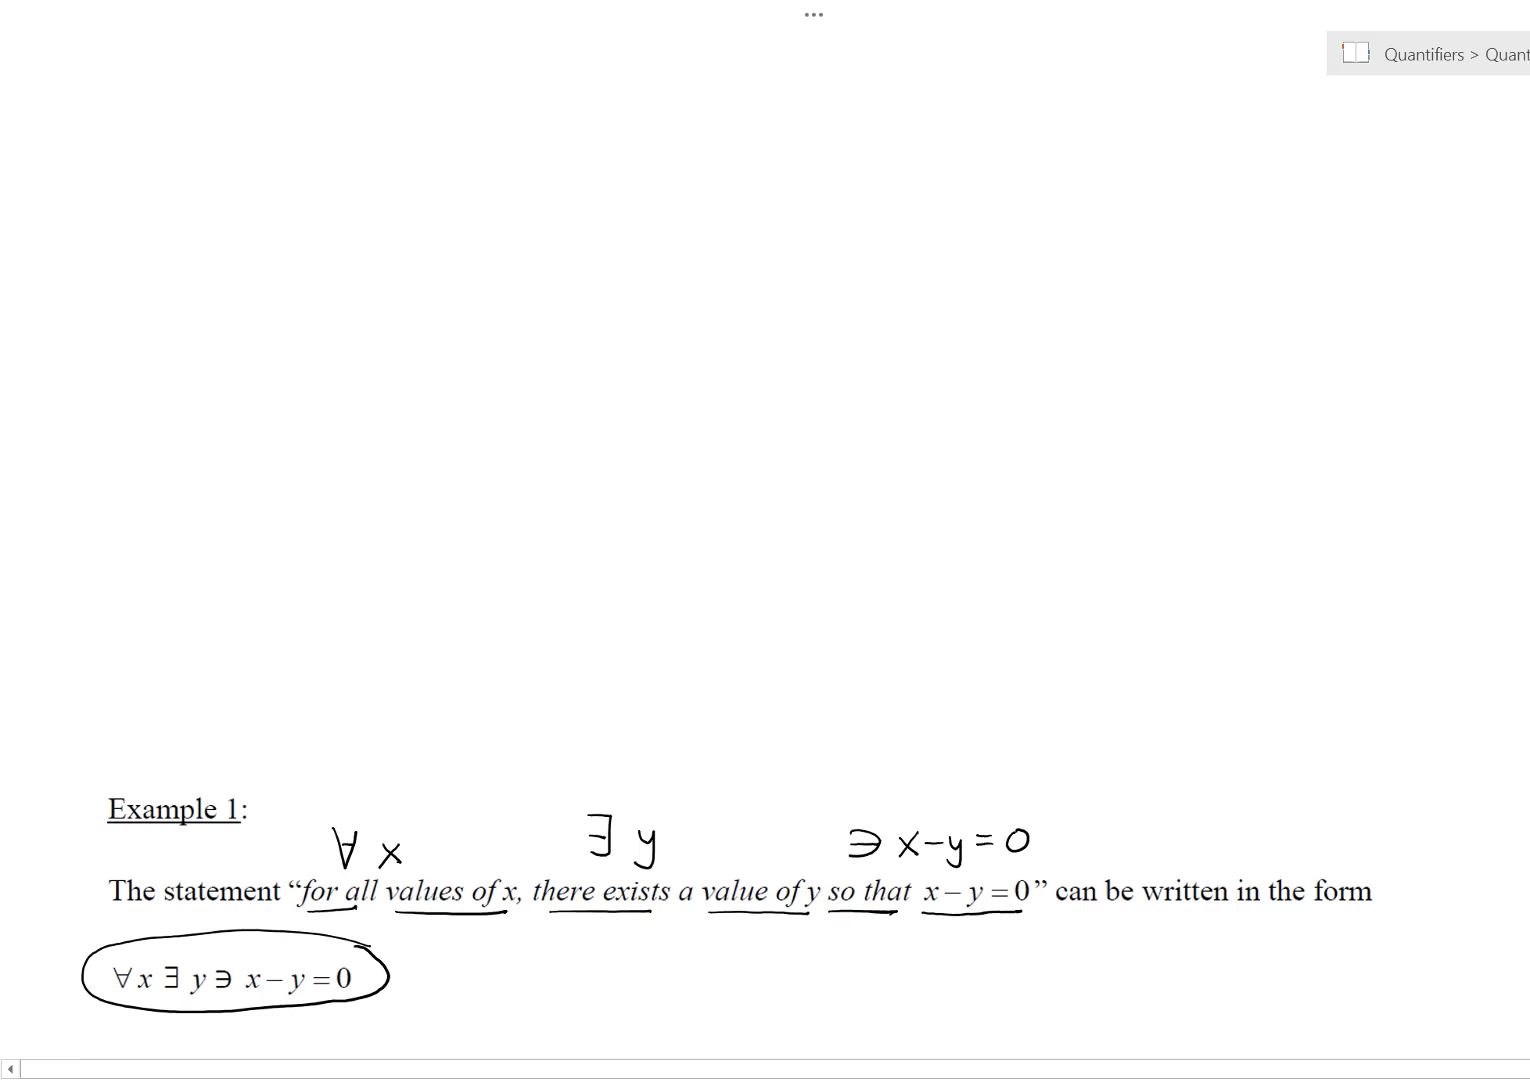 ...
Quantifiers > Quant
Example 1:
∀ x ∃ y ∋ x-y=0
The statement “for all values of x, there exists a value of y so that x – y = 0” can be written in the form
∀ x ∃ y ∋ x – y = 0